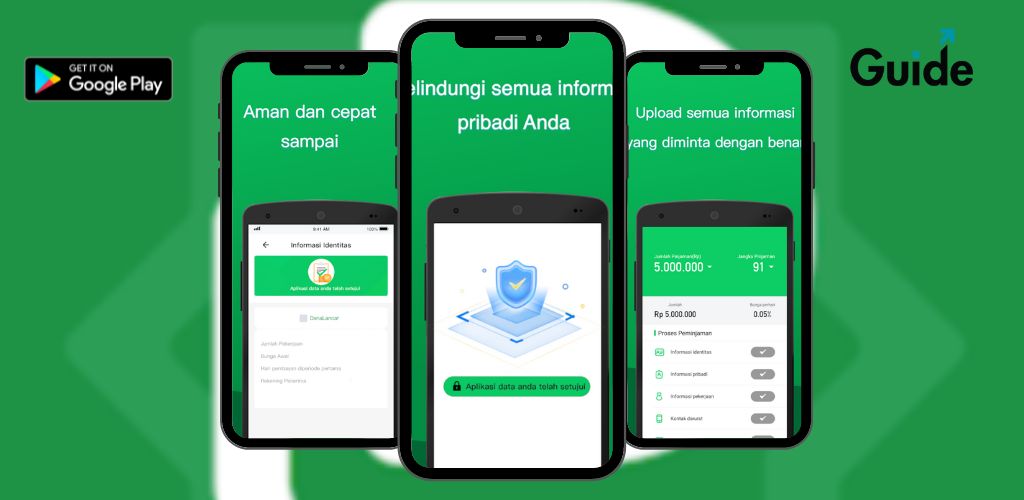 GET IT ON
Google Play
Guide
Aman dan cepat
sampai
9:41 AM
100%
Informasi Identitas
Aplikasi data anda telah setujui
DanaLancar
Jumlah Pekerjaan
Bunga Awal
Hari pembayan diperiode pertama
Rekening Penerima
elindungi semua inform
pribadi Anda
Aplikasi data anda telah setujui
Upload semua informasi
yang diminta dengan benar
Jumlah Pinjaman(Rp)
Jangka Pinjaman
5.000.000
91
Jumlah
Bunga perhari
Rp 5.000.000
0.05%
Proses Peminjaman
Informasi identitas
Informasi pribadi
Informasi pekerjaan
Kontak darurat